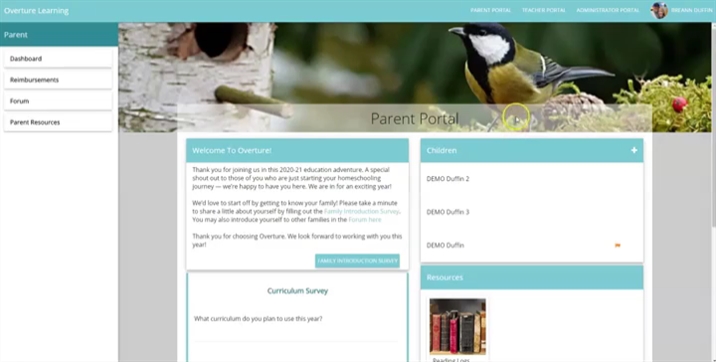 Overture Learning
PARENT PORTAL TEACHER PORTAL ADMINISTRATOR PORTAL BREANA DUFFIN
Parent
Dashboard
Reimbursements
Forum
Parent Resources
Parent Portal
Welcome To Overture!
Thank you for joining us in this 2020-21 education adventure. A special
shout out to those of you who are just starting your homeschooling
journey — we're happy to have you here. We are in for an exciting year!
We'd love to start off by getting to know your family! Please take a minute
to share a little about yourself by filling out the Family Introduction Survey.
You may also introduce yourself to other families in the Forum here
Thank you for choosing Overture. We look forward to working with you this
year!
FAMILY INTRODUCTION SURVEY
Curriculum Survey
What curriculum do you plan to use this year?
Children
DEMO Duffin 2
DEMO Duffin 3
DEMO Duffin
Resources
Reading Logs